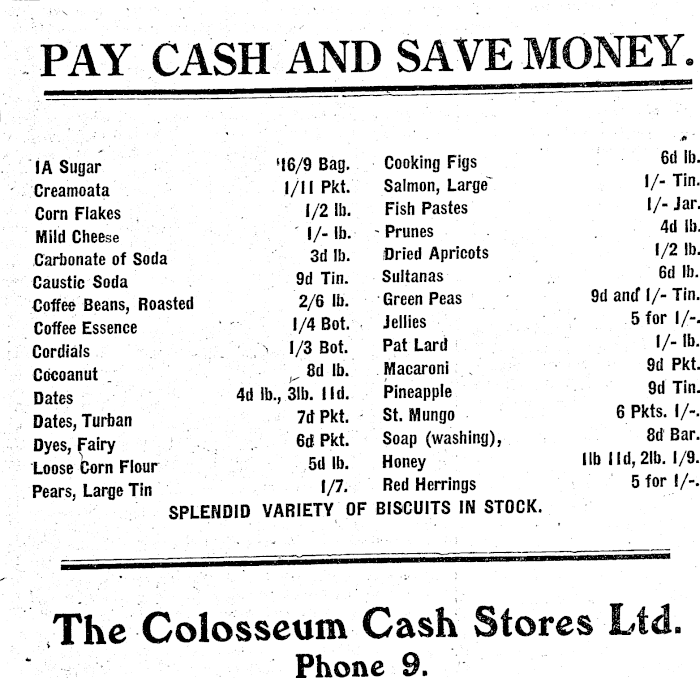 PAY CASH AND SAVE MONEY.
1A Sugar 16/9 Bag.
Creamoata 1/11 Pkt.
Corn Flakes 1/2 lb.
Mild Cheese 1/- lb.
Carbonate of Soda 3d lb.
Caustic Soda 9d Tin.
Coffee Beans, Roasted 2/6 lb.
Coffee Essence 1/4 Bot.
Cordials 1/3 Bot.
Cocoanut 8d lb.
Dates 4d lb., 3lb. 11d.
Dates, Turban 7d Pkt.
Dyes, Fairy 6d Pkt.
Loose Corn Flour 5d lb.
Pears, Large Tin 1/7.
Cooking Figs 6d lb.
Salmon, Large 1/- Tin.
Fish Pastes 1/- Jar.
Prunes 4d lb.
Dried Apricots 1/2 lb.
Sultanas 6d lb.
Green Peas 9d and 1/- Tin.
Jellies 5 for 1/-.
Pat Lard 1/- lb.
Macaroni 9d Pkt.
Pineapple 9d Tin.
St. Mungo 6 Pkts. 1/-.
Soap (washing), 8d Bar.
Honey 1lb 11d, 2lb. 1/9.
Red Herrings 5 for 1/-.
SPLENDID VARIETY OF BISCUITS IN STOCK.
The Colosseum Cash Stores Ltd.
Phone 9.